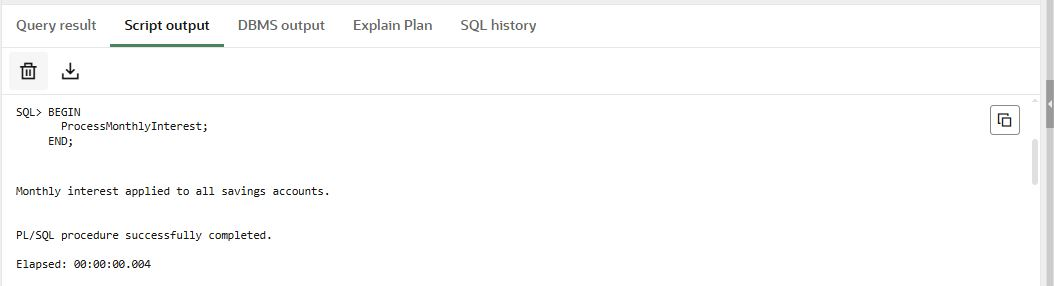 Query result Script output DBMS output Explain Plan SQL history
SQL> BEGIN
ProcessMonthlyInterest;
END;
Monthly interest applied to all savings accounts.
PL/SQL procedure successfully completed.
Elapsed: 00:00:00.004